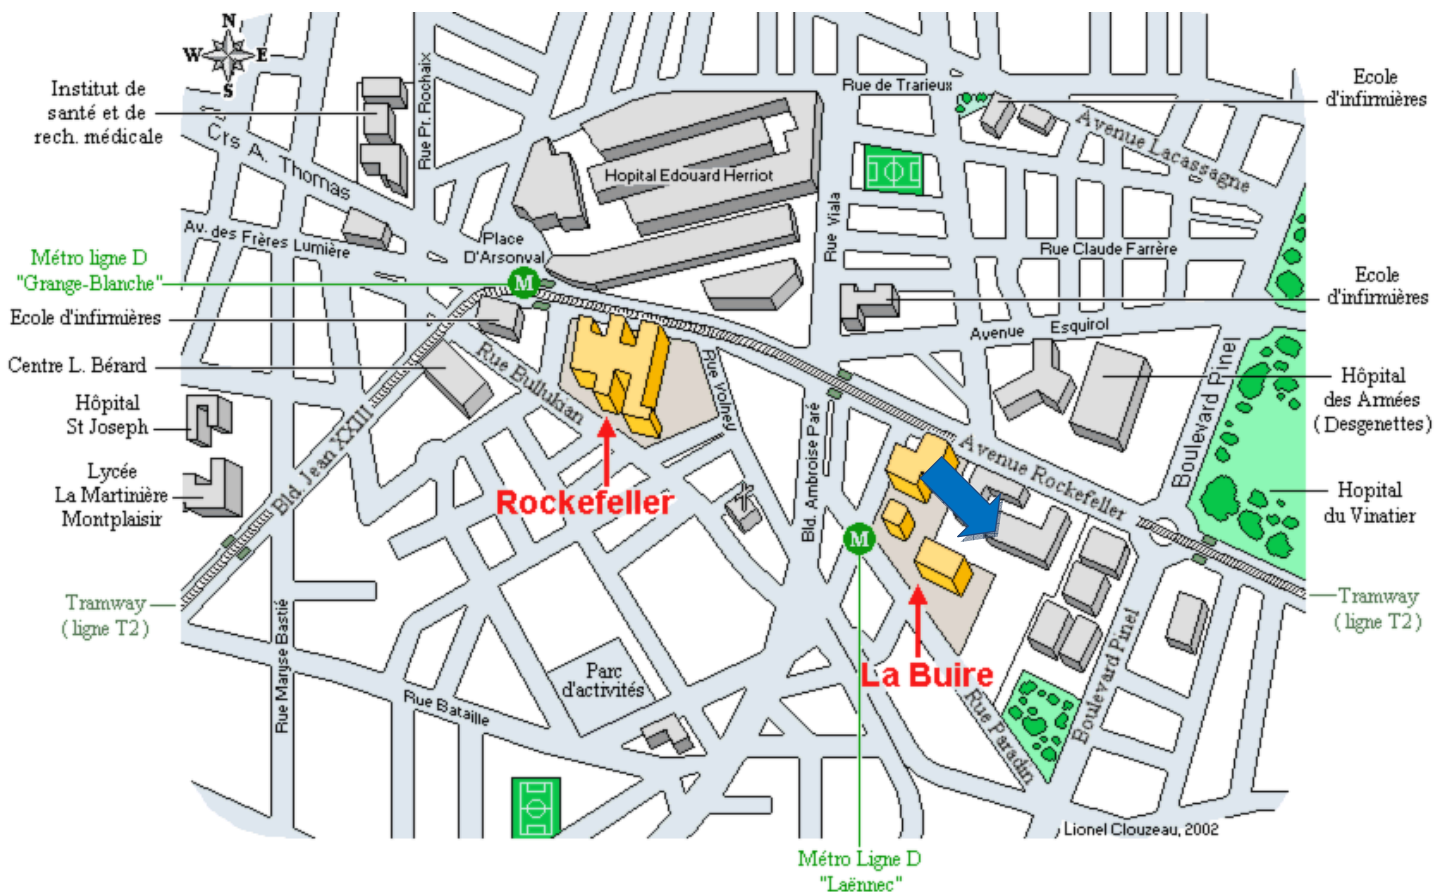 N
W E
S
Institut de
santé et de
rech. médicale
Crs A. Thomas
Rue Pr. Rochaix
Av. des Frères Lumière
Métro ligne D
"Grange-Blanche"
Ecole d'infirmières
Centre L. Bérard
Hôpital
St Joseph
Lycée
La Martinière
Montplaisir
Tramway
( ligne T2 )
Place
D'Arsonval
M
Hopital Edouard Herriot
Rue de Trarieux
Ecole
d'infirmières
Avenue Lacassagne
Rue Viala
Rue Claude Farrère
Ecole
d'infirmières
Avenue Esquirol
Boulevard Pinel
Hôpital
des Armées
( Desgenettes )
Hopital
du Vinatier
Rue Bullukian
Rue Volney
Bld. Jean XXIII
Rockefeller
Bld. Ambroise Paré
Avenue Rockefeller
M
La Buire
Tramway
( ligne T2 )
Rue Maryse Bastié
Rue Bataille
Parc
d'activités
Rue Paradin
Boulevard Pinel
Lionel Clouzeau, 2002
Métro Ligne D
"Laënnec"